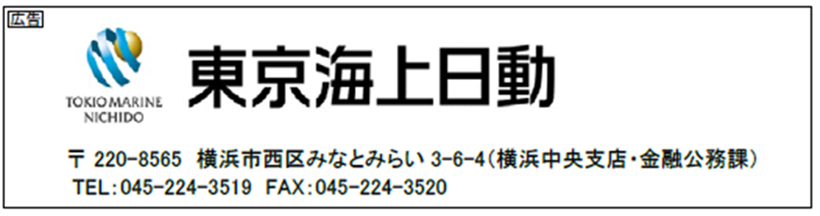 広告
東京海上日動
TOKIO MARINE
NICHIDO
〒 220-8565 横浜市西区みなとみらい 3-6-4(横浜中央支店・金融公務課)
TEL:045-224-3519 FAX:045-224-3520